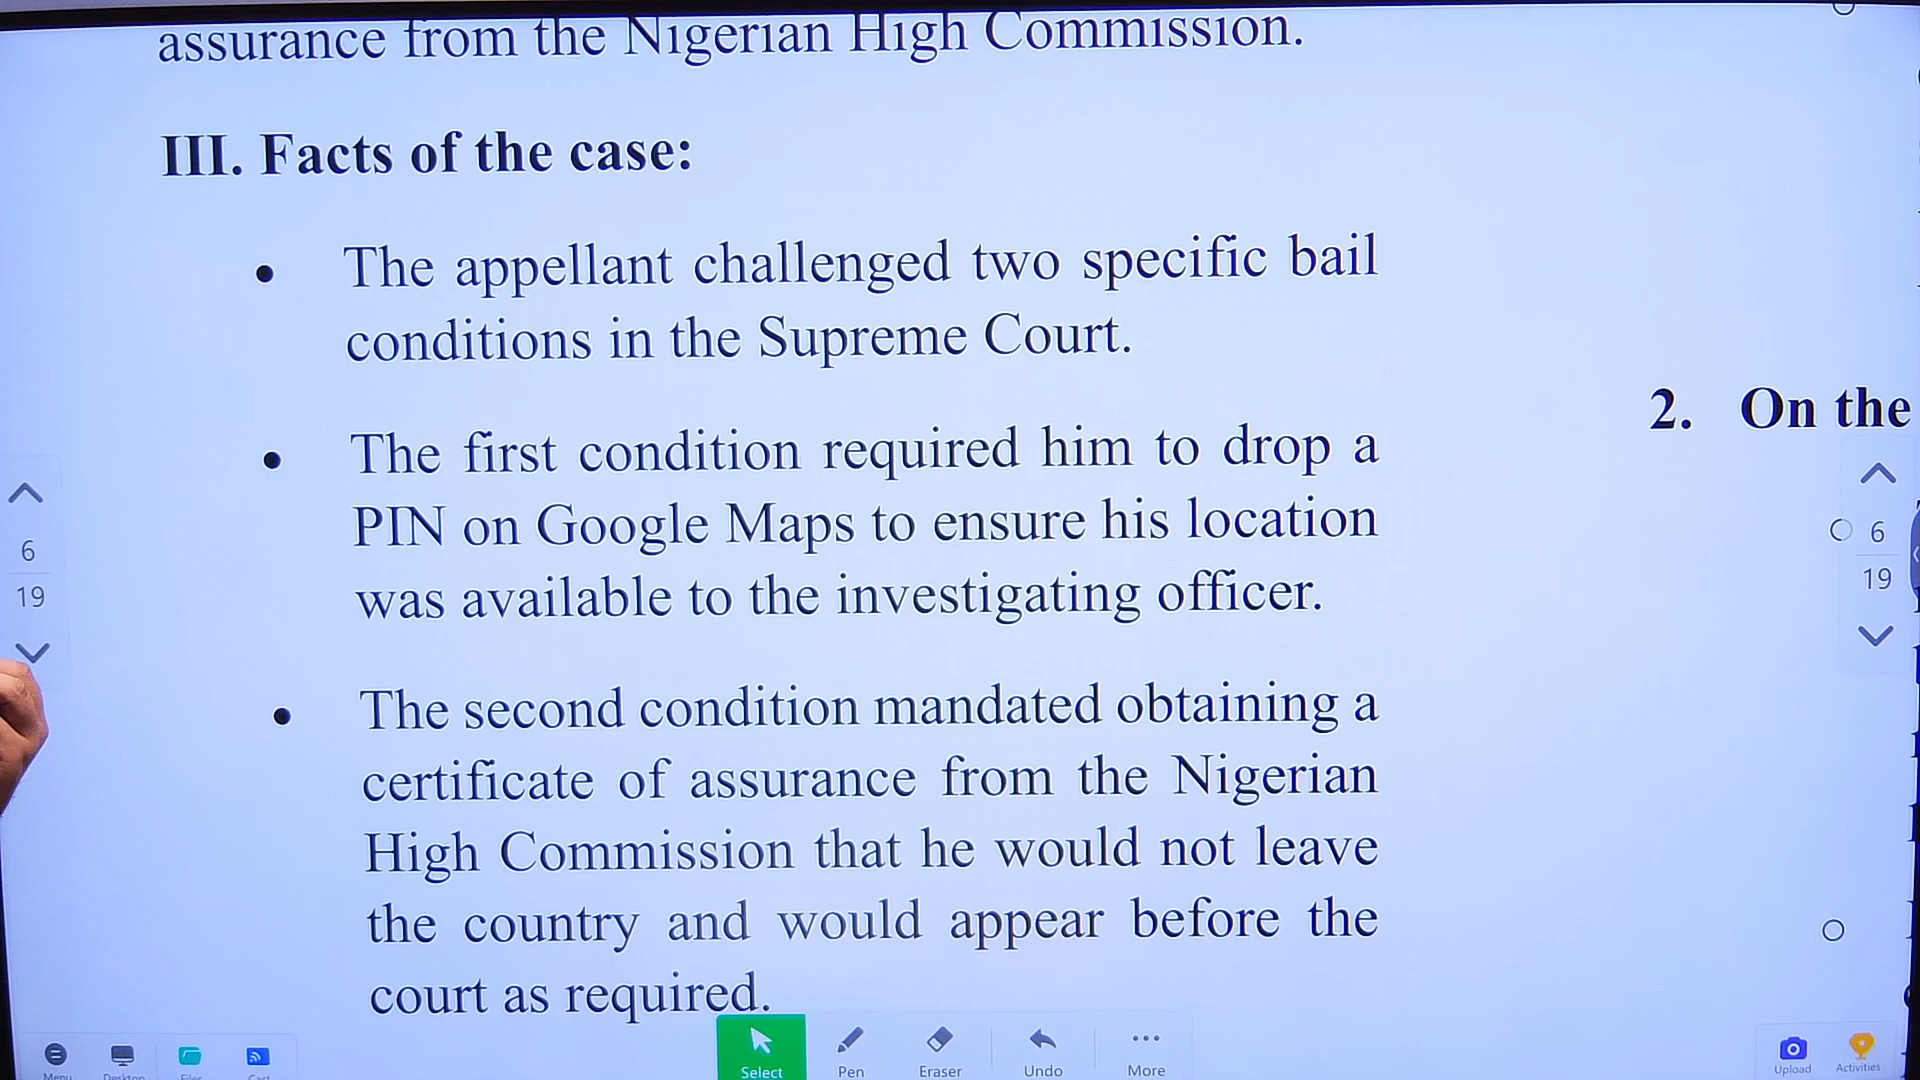 assurance from the Nigerian High Commission.
III. Facts of the case:
• The appellant challenged two specific bail
conditions in the Supreme Court.
• The first condition required him to drop a
PIN on Google Maps to ensure his location
was available to the investigating officer.
• The second condition mandated obtaining a
certificate of assurance from the Nigerian
High Commission that he would not leave
the country and would appear before the
court as required.
2. On the
6
19
6
19
Menu
Desktop
Files
Cast
Select
Pen
Eraser
Undo
More
Upload
Activities